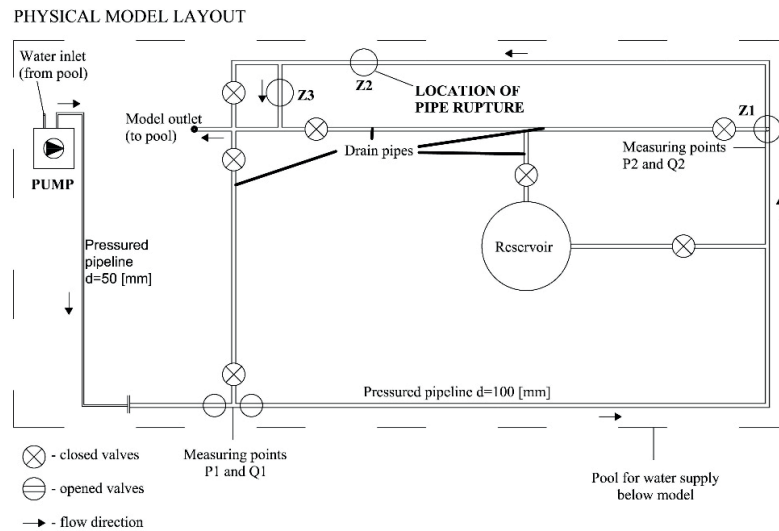 PHYSICAL MODEL LAYOUT
Water inlet
(from pool)
Z3
Z2
LOCATION OF
PIPE RUPTURE
Model outlet
(to pool)
Z1
Drain pipes
Measuring points
P2 and Q2
PUMP
Pressured
pipeline
d=50 [mm]
Reservoir
Pressured pipeline d=100 [mm]
Measuring points
P1 and Q1
- closed valves
- opened valves
- flow direction
Pool for water supply
below model